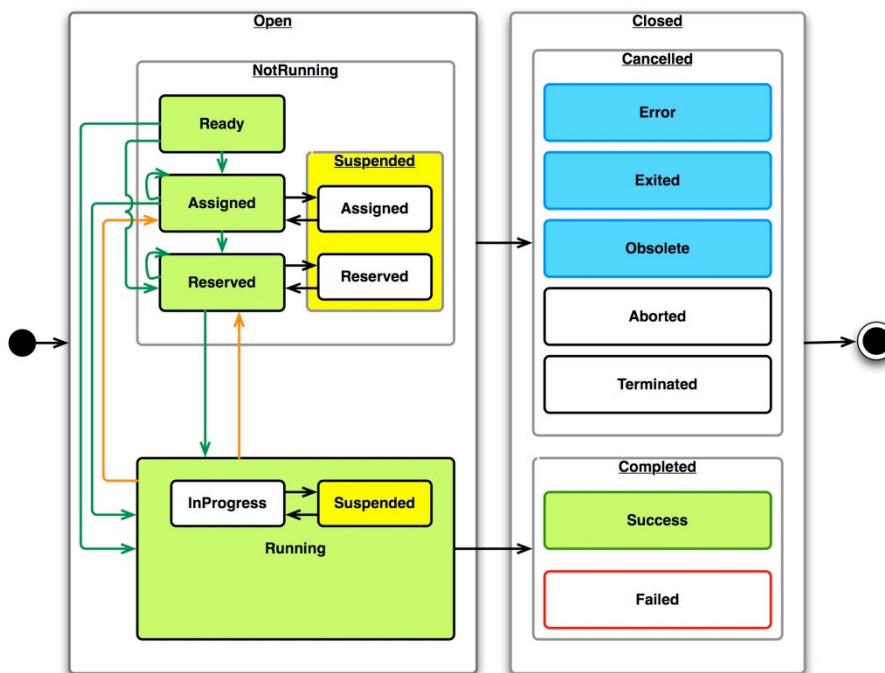 Open
NotRunning
Ready
Suspended
Assigned
Assigned
Reserved
Reserved
InProgress
Suspended
Running
Closed
Cancelled
Error
Exited
Obsolete
Aborted
Terminated
Completed
Success
Failed